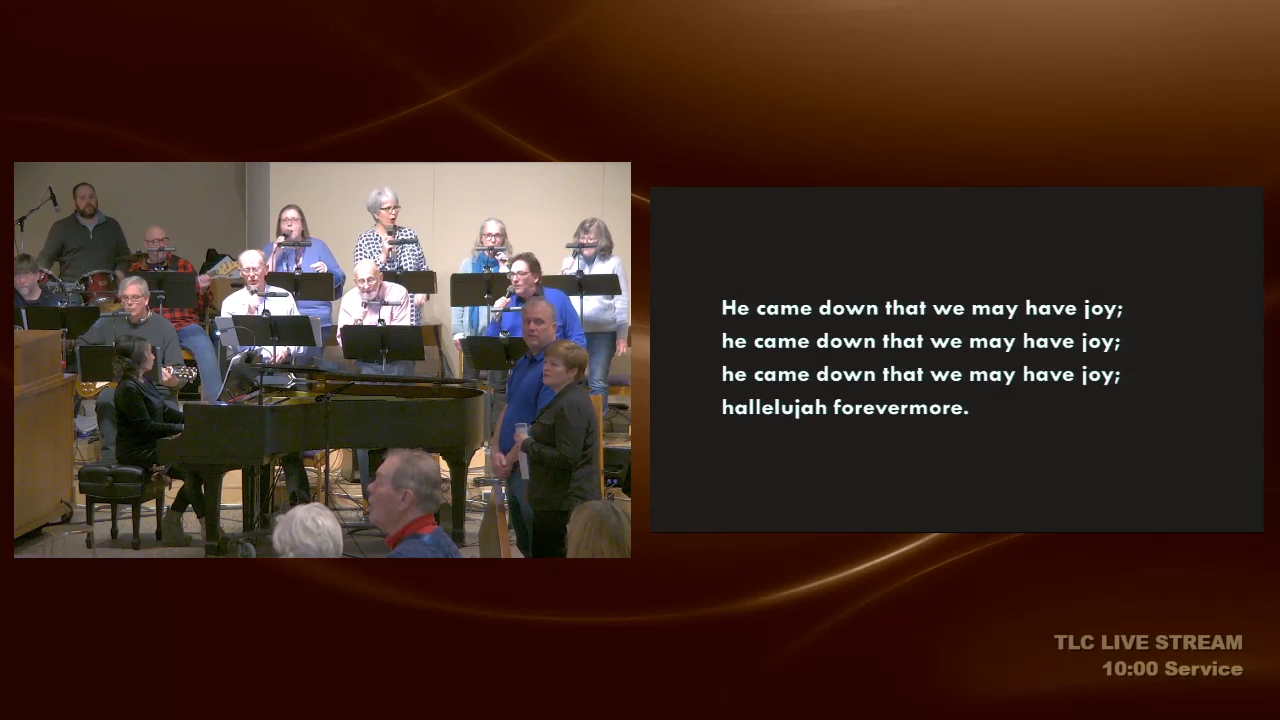 He came down that we may have joy;
he came down that we may have joy;
he came down that we may have joy;
hallelujah forevermore.
TLC LIVE STREAM
10:00 Service